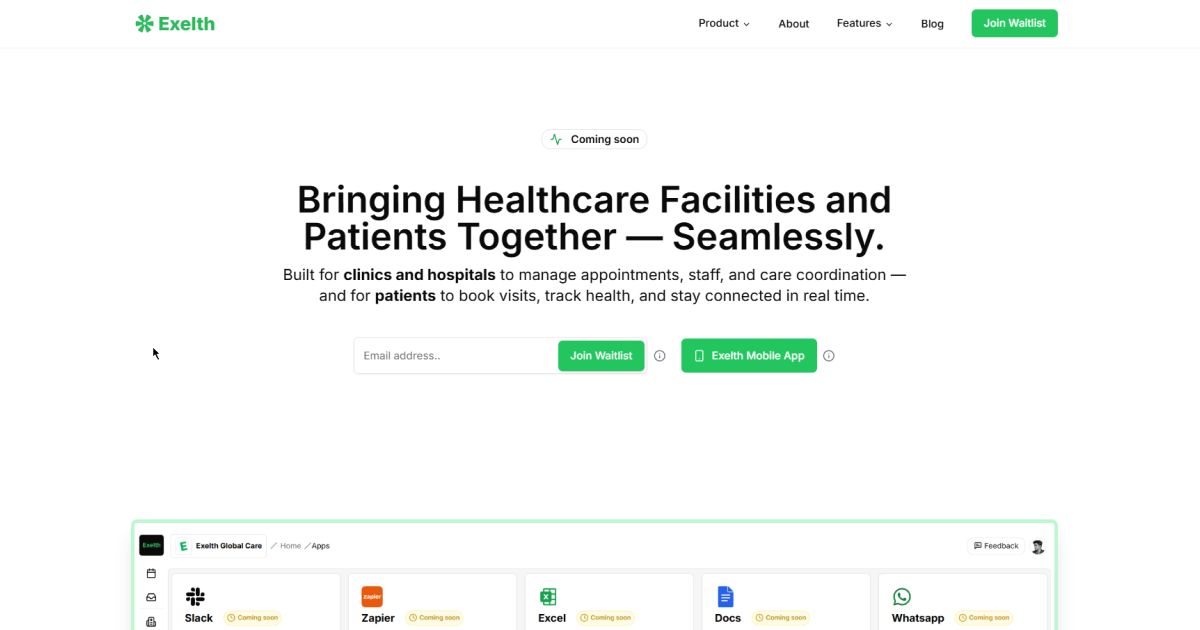 Exelth
Product
About
Features
Blog
Join Waitlist
Coming soon
Bringing Healthcare Facilities and
Patients Together — Seamlessly.
Built for clinics and hospitals to manage appointments, staff, and care coordination —
and for patients to book visits, track health, and stay connected in real time.
Email address..
Join Waitlist
Exelth Mobile App
Exelth
E
Exelth Global Care
/ Home / Apps
Feedback
zapier
Slack
Coming soon
Zapier
Coming soon
Excel
Coming soon
Docs
Coming soon
Whatsapp
Coming soon